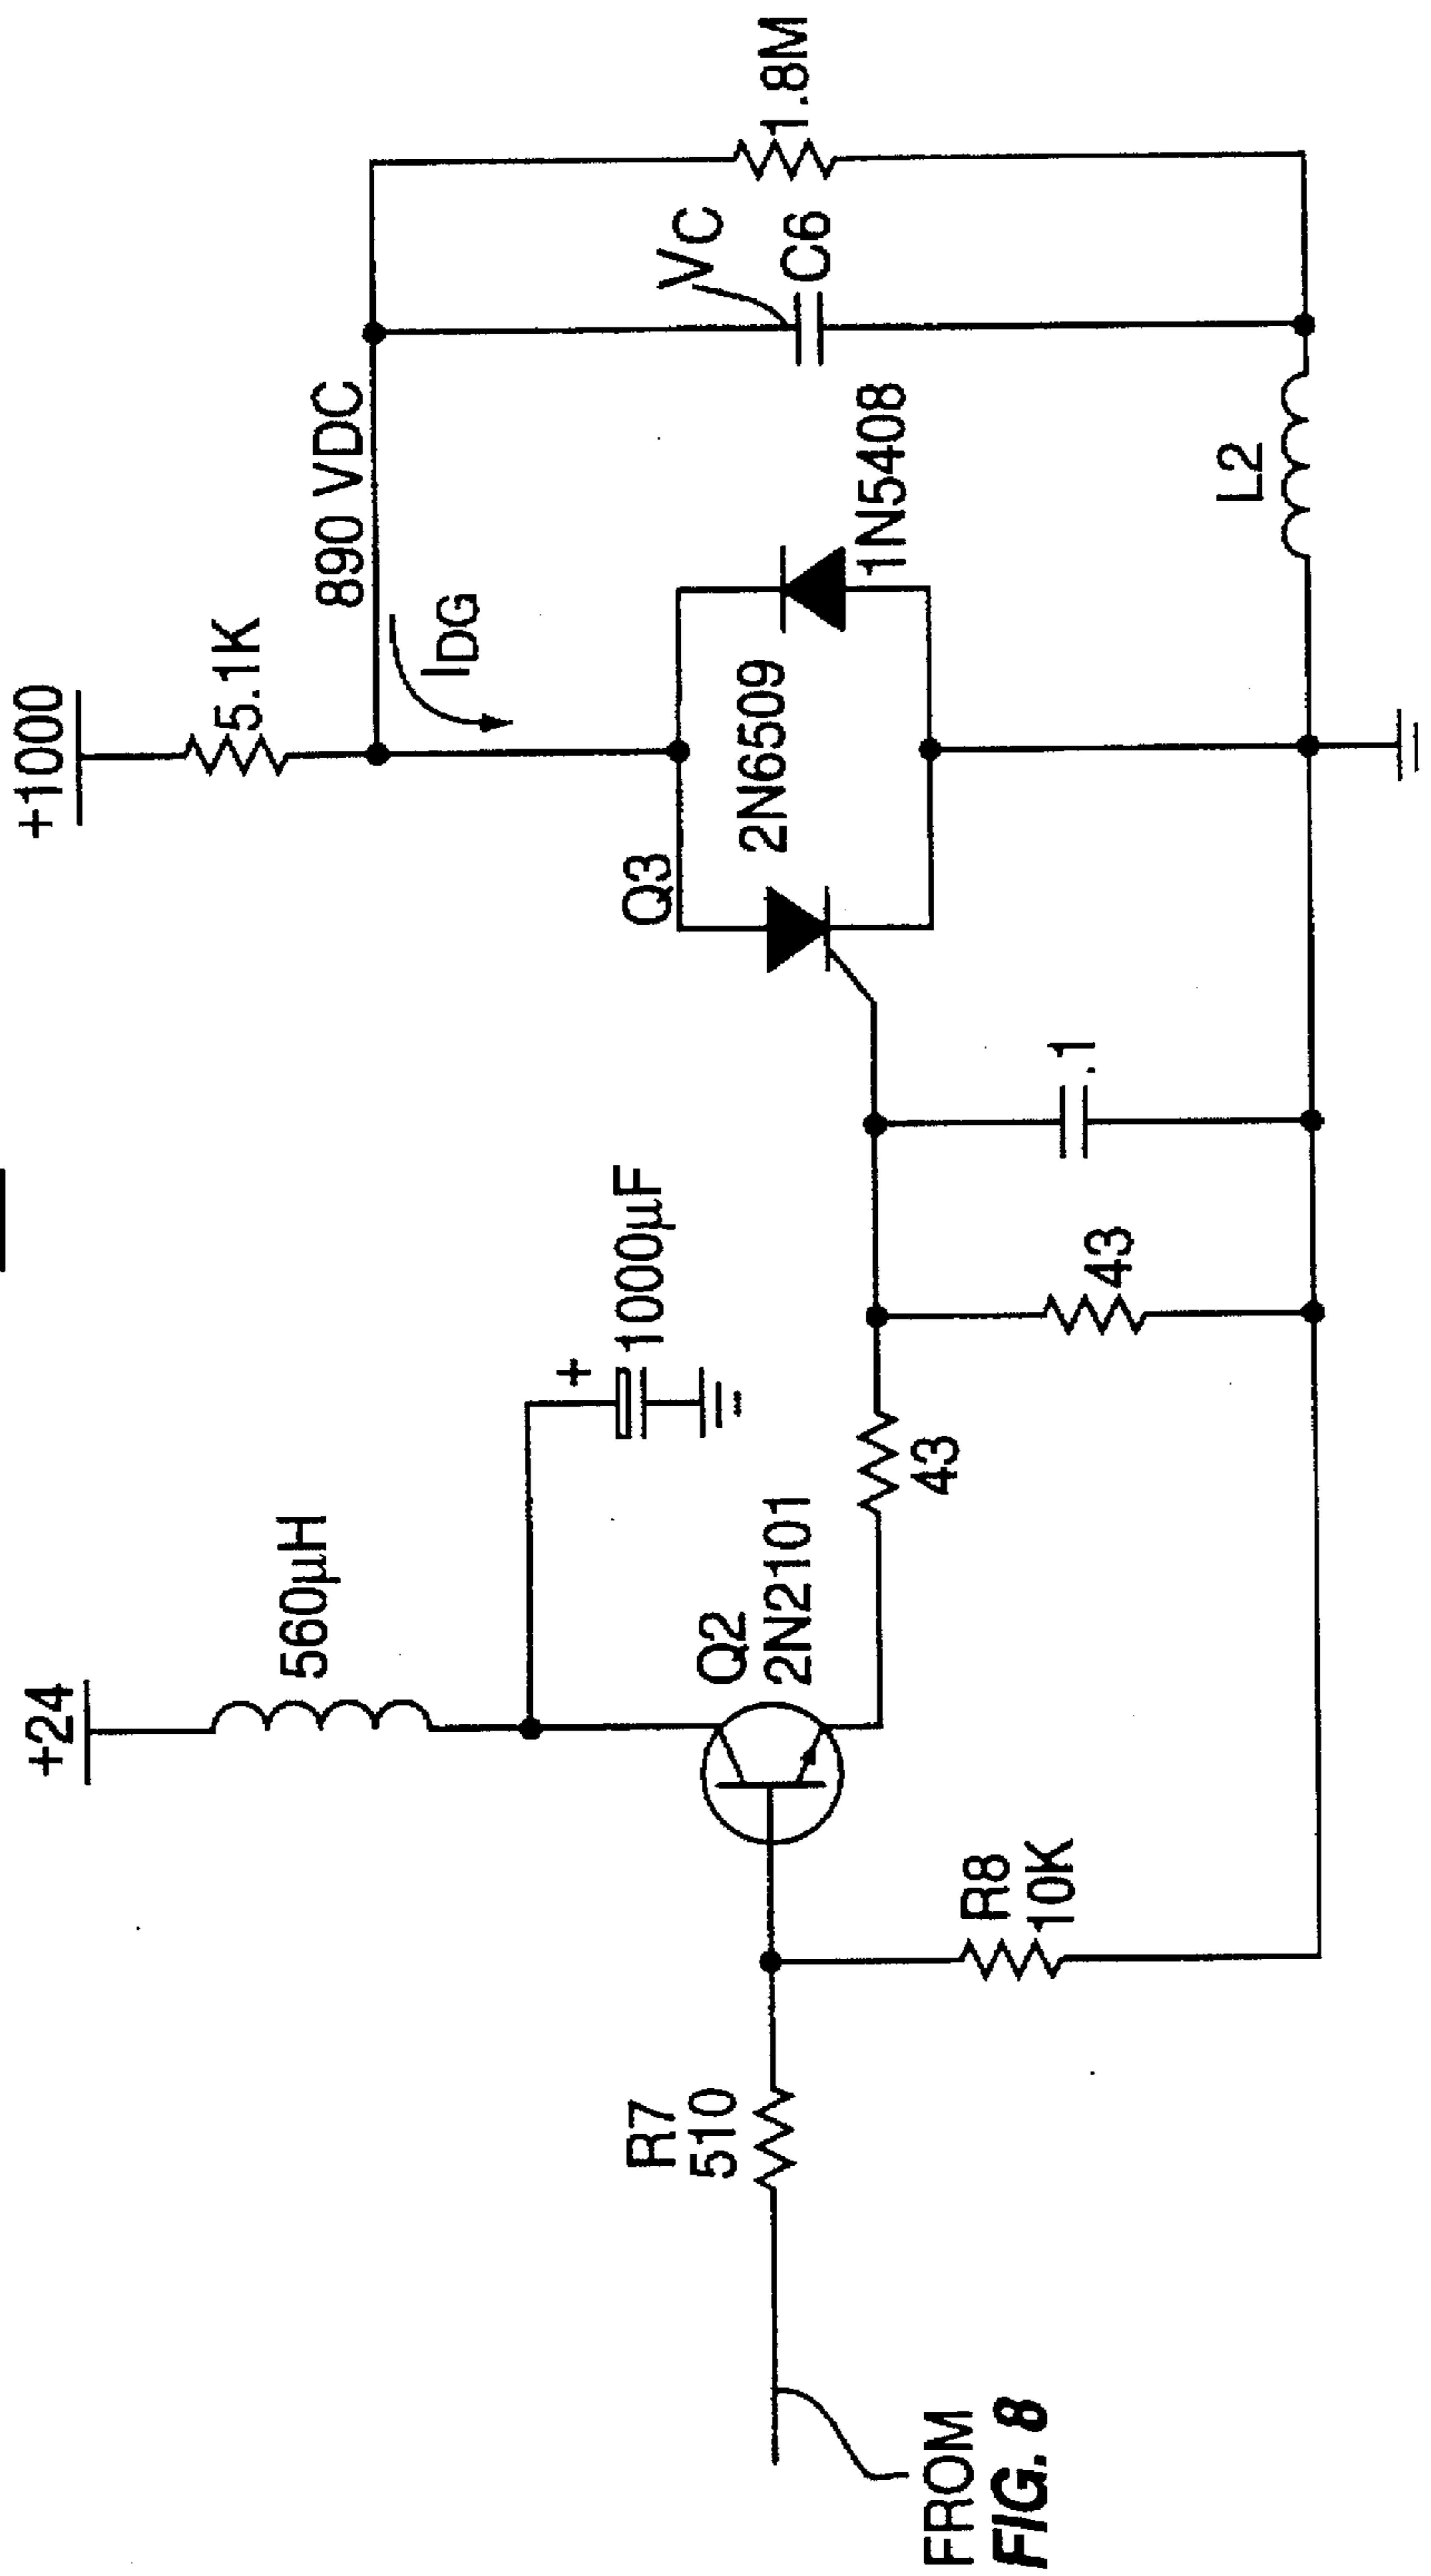 +24
560µH
+
1000µF
Q2
2N2101
43
43
.1
R7
510
R8
10K
FROM
FIG. 8
+1000
5.1K
890 VDC
IDG
Q3
2N6509
1N5408
VC
C6
1.8M
L2